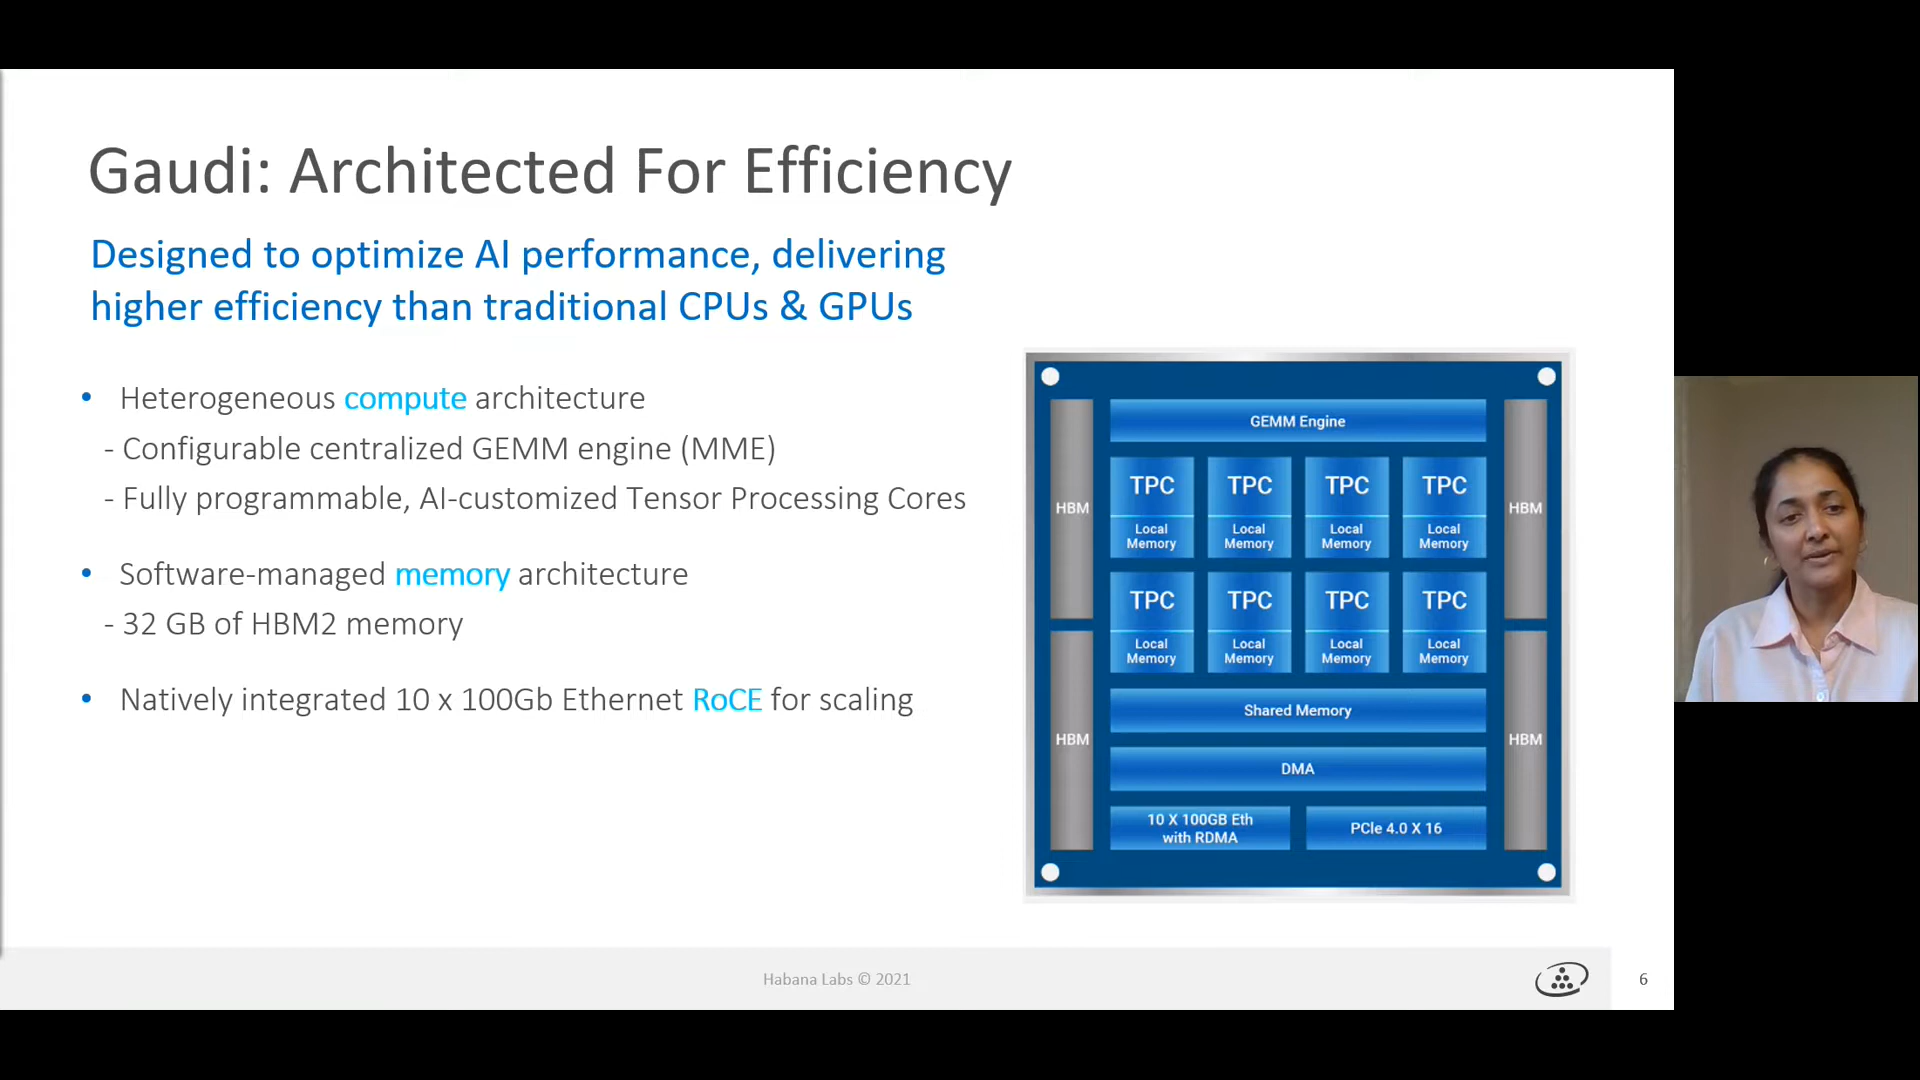 Gaudi: Architected For Efficiency
Designed to optimize AI performance, delivering
higher efficiency than traditional CPUs & GPUs
• Heterogeneous compute architecture
- Configurable centralized GEMM engine (MME)
- Fully programmable, AI-customized Tensor Processing Cores
• Software-managed memory architecture
- 32 GB of HBM2 memory
• Natively integrated 10 x 100Gb Ethernet RoCE for scaling
GEMM Engine
HBM
HBM
TPC
TPC
TPC
TPC
Local
Memory
Local
Memory
Local
Memory
Local
Memory
TPC
TPC
TPC
TPC
Local
Memory
Local
Memory
Local
Memory
Local
Memory
HBM
HBM
Shared Memory
DMA
10 X 100GB Eth
with RDMA
PCIe 4.0 X 16
Habana Labs © 2021
6